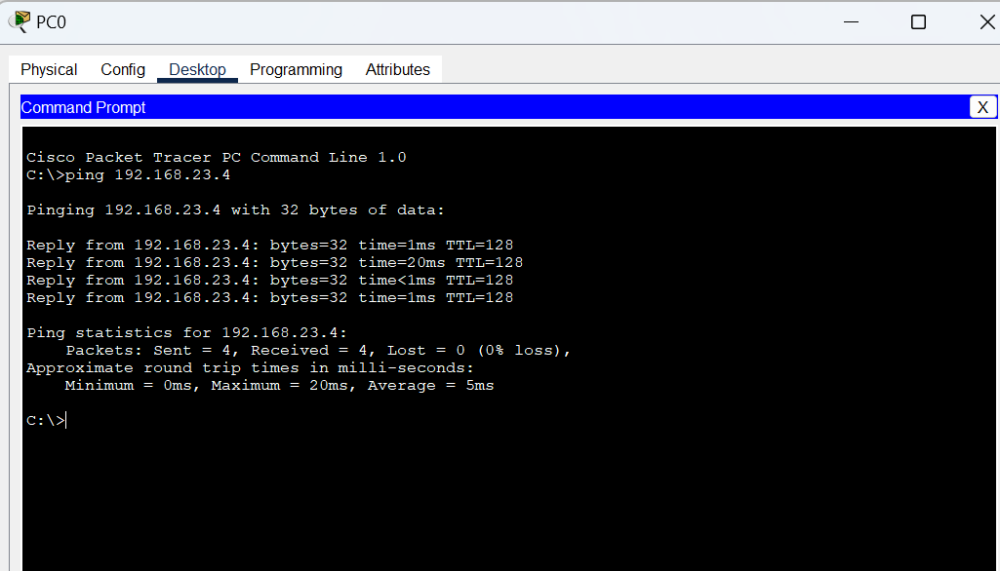 PC0
Physical Config Desktop Programming Attributes
Command Prompt X
Cisco Packet Tracer PC Command Line 1.0
C:\>ping 192.168.23.4
Pinging 192.168.23.4 with 32 bytes of data:
Reply from 192.168.23.4: bytes=32 time=1ms TTL=128
Reply from 192.168.23.4: bytes=32 time=20ms TTL=128
Reply from 192.168.23.4: bytes=32 time<1ms TTL=128
Reply from 192.168.23.4: bytes=32 time=1ms TTL=128
Ping statistics for 192.168.23.4:
Packets: Sent = 4, Received = 4, Lost = 0 (0% loss),
Approximate round trip times in milli-seconds:
Minimum = 0ms, Maximum = 20ms, Average = 5ms
C:\>